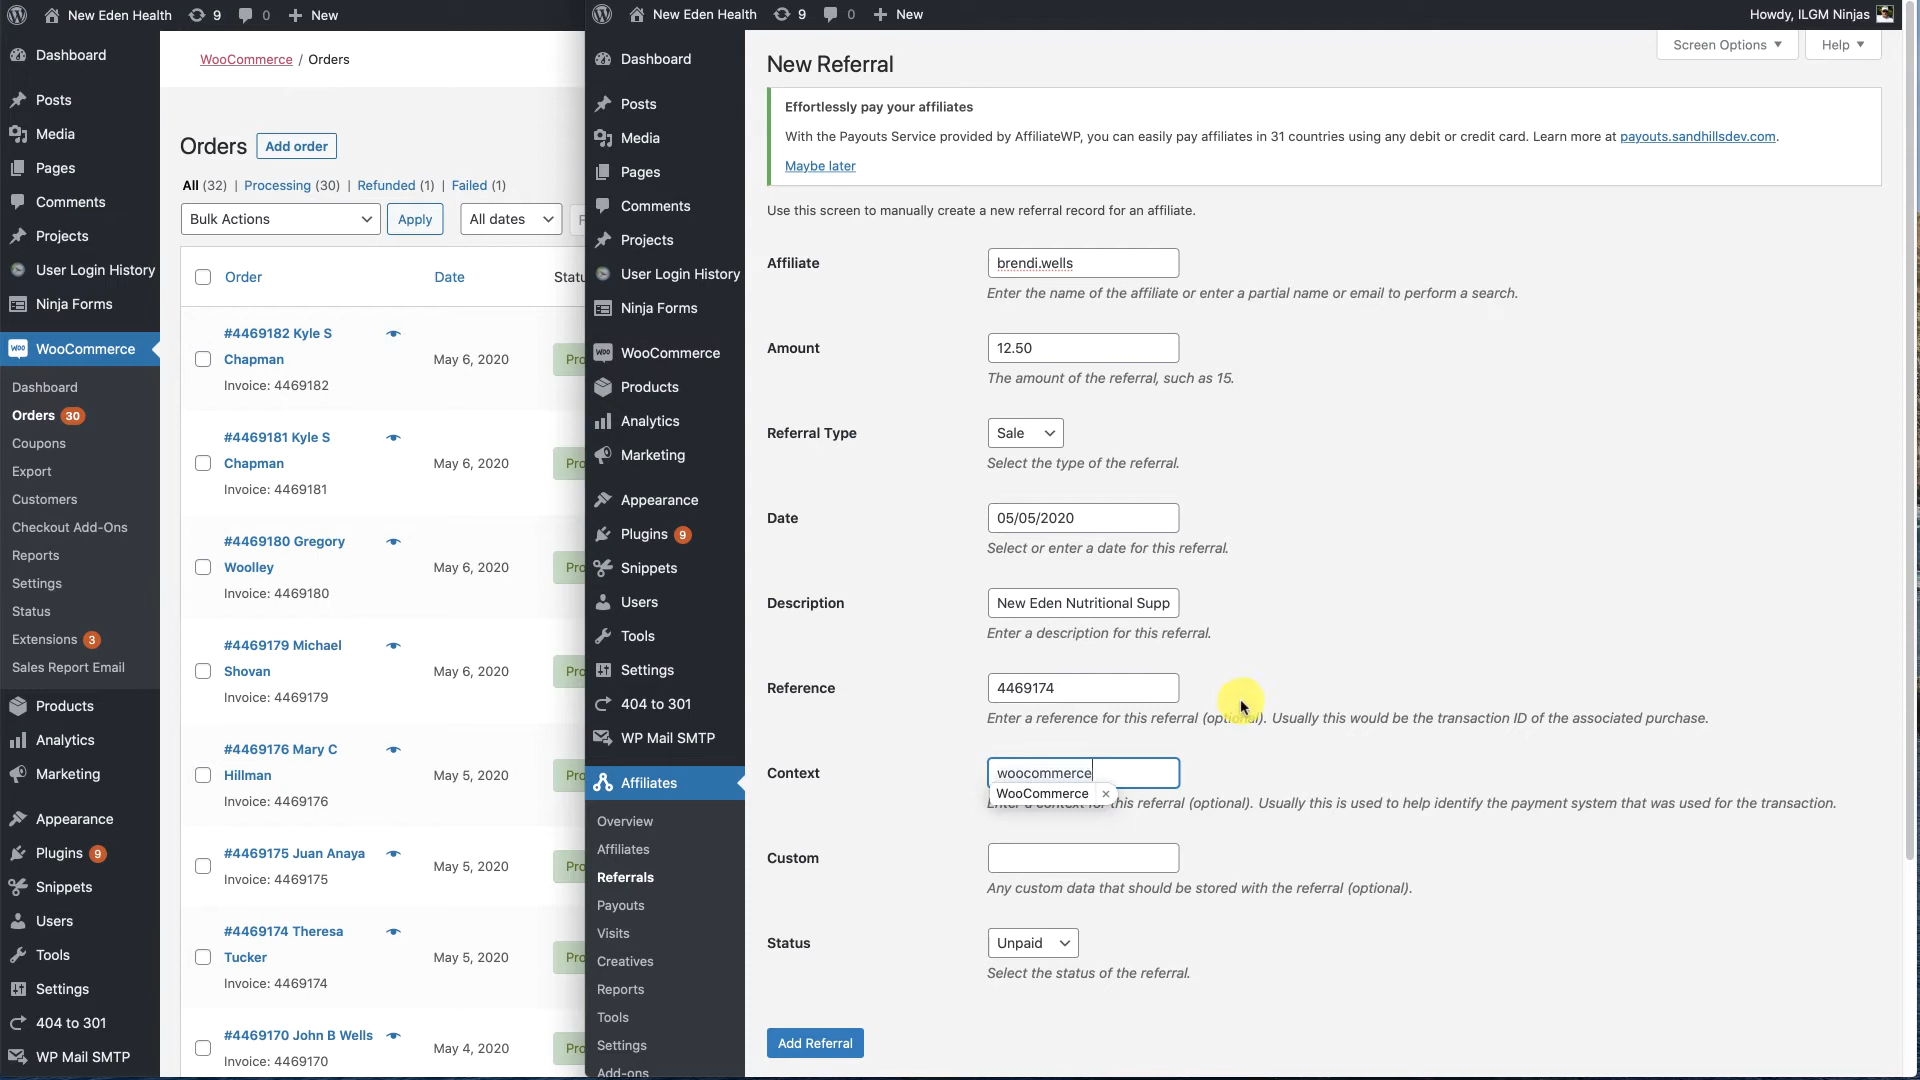 New Eden Health
9
0
New
Dashboard
Posts
Media
Pages
Comments
Projects
User Login History
Ninja Forms
WooCommerce
Dashboard
Orders 30
Coupons
Export
Customers
Checkout Add-Ons
Reports
Settings
Status
Extensions 3
Sales Report Email
Products
Analytics
Marketing
Appearance
Plugins 9
Snippets
Users
Tools
Settings
404 to 301
WP Mail SMTP
WooCommerce / Orders
Orders Add order
All (32) | Processing (30) | Refunded (1) | Failed (1)
Bulk Actions Apply All dates
Order Date
#4469182 Kyle S
Chapman
Invoice: 4469182
May 6, 2020
#4469181 Kyle S
Chapman
Invoice: 4469181
May 6, 2020
#4469180 Gregory
Woolley
Invoice: 4469180
May 6, 2020
#4469179 Michael
Shovan
Invoice: 4469179
May 6, 2020
#4469176 Mary C
Hillman
Invoice: 4469176
May 5, 2020
#4469175 Juan Anaya
Invoice: 4469175
May 5, 2020
#4469174 Theresa
Tucker
Invoice: 4469174
May 5, 2020
#4469170 John B Wells
Invoice: 4469170
May 4, 2020
New Eden Health
9
0
New
Howdy, ILGM Ninjas
Dashboard
Posts
Media
Pages
Comments
Projects
User Login History
Ninja Forms
WooCommerce
Products
Analytics
Marketing
Appearance
Plugins 9
Snippets
Users
Tools
Settings
404 to 301
WP Mail SMTP
Affiliates
Overview
Affiliates
Referrals
Payouts
Visits
Creatives
Reports
Tools
Settings
Add-ons
Screen Options
Help
New Referral
Effortlessly pay your affiliates
With the Payouts Service provided by AffiliateWP, you can easily pay affiliates in 31 countries using any debit or credit card. Learn more at payouts.sandhillsdev.com.
Maybe later
Use this screen to manually create a new referral record for an affiliate.
Affiliate
brendi.wells
Enter the name of the affiliate or enter a partial name or email to perform a search.
Amount
12.50
The amount of the referral, such as 15.
Referral Type
Sale
Select the type of the referral.
Date
05/05/2020
Select or enter a date for this referral.
Description
New Eden Nutritional Supp
Enter a description for this referral.
Reference
4469174
Enter a reference for this referral (optional). Usually this would be the transaction ID of the associated purchase.
Context
woocommerce
WooCommerce
this referral (optional). Usually this is used to help identify the payment system that was used for the transaction.
Custom
Any custom data that should be stored with the referral (optional).
Status
Unpaid
Select the status of the referral.
Add Referral